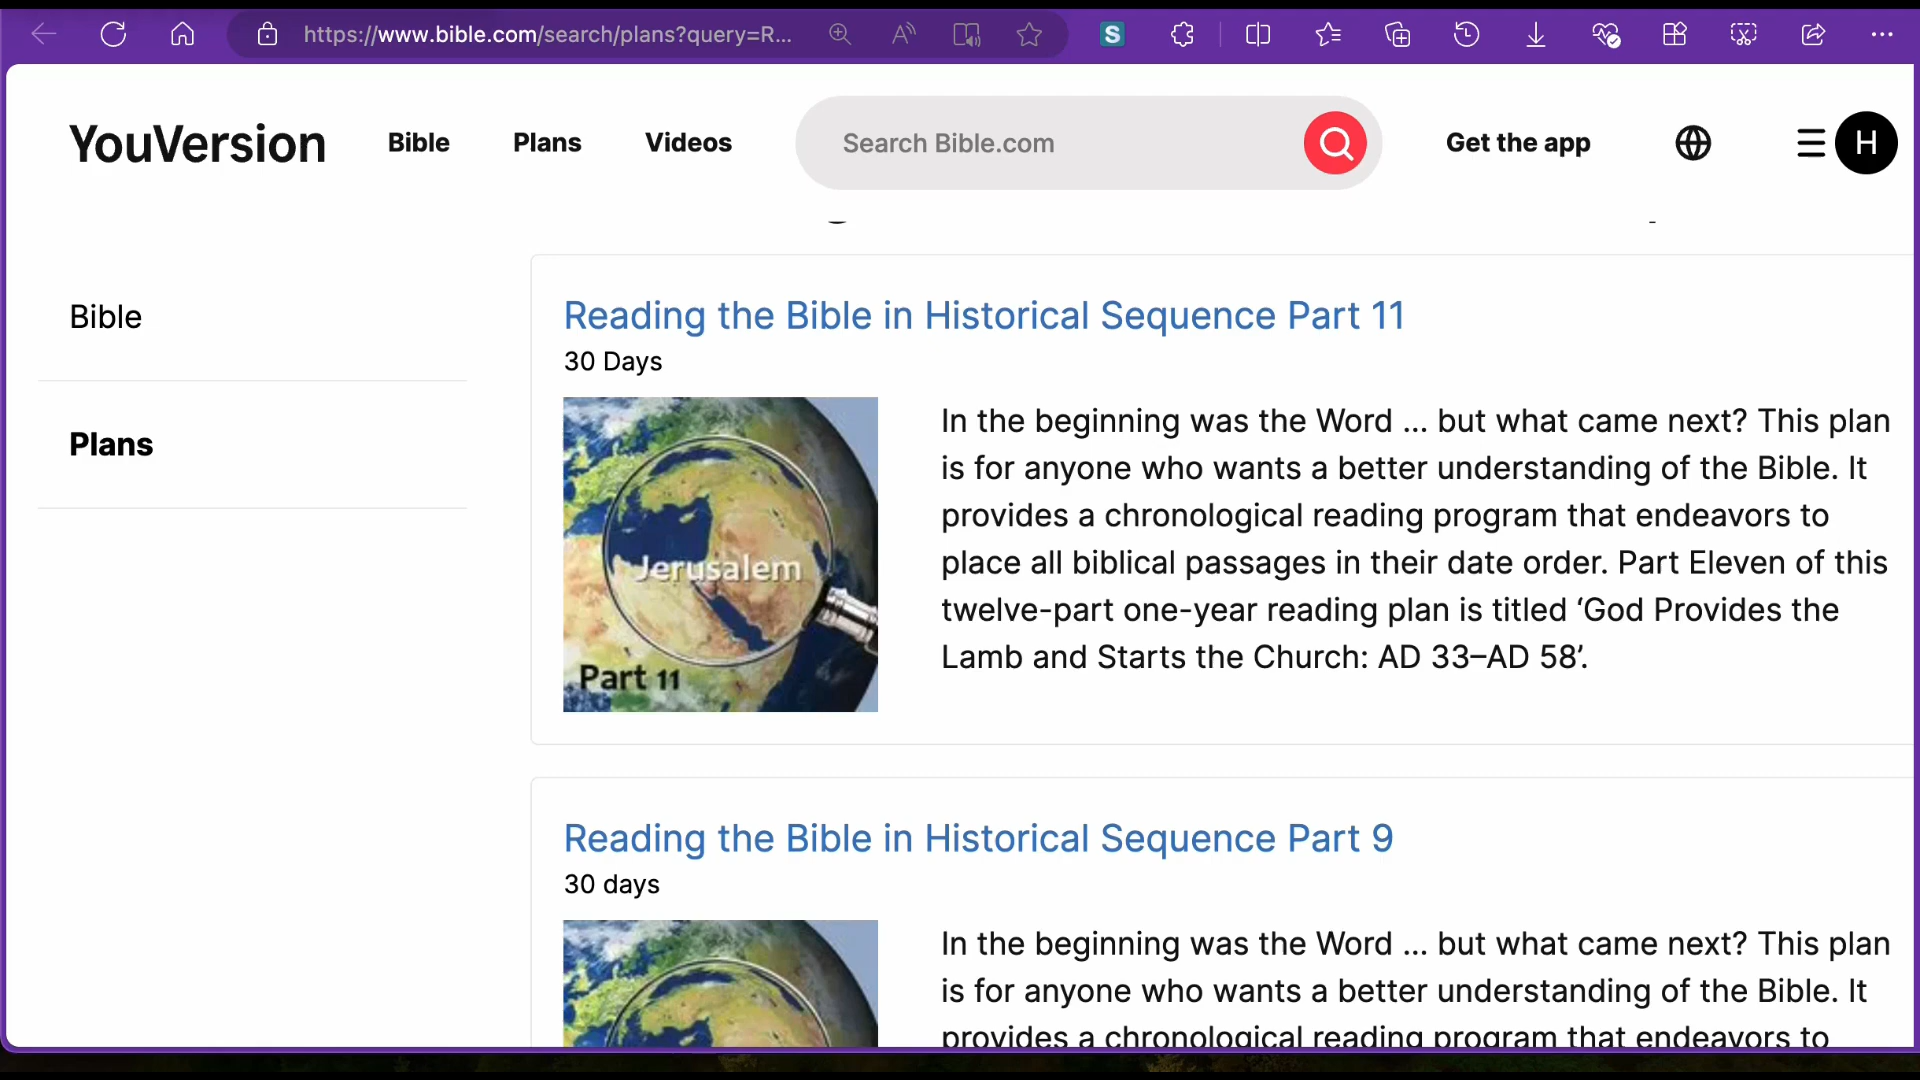 https://www.bible.com/search/plans?query=R...
S
YouVersion
Bible
Plans
Videos
Search Bible.com
Get the app
H
Bible
Plans
Reading the Bible in Historical Sequence Part 11
30 Days
Jerusalem
Part 11
In the beginning was the Word ... but what came next? This plan
is for anyone who wants a better understanding of the Bible. It
provides a chronological reading program that endeavors to
place all biblical passages in their date order. Part Eleven of this
twelve-part one-year reading plan is titled ‘God Provides the
Lamb and Starts the Church: AD 33–AD 58’.
Reading the Bible in Historical Sequence Part 9
30 days
In the beginning was the Word ... but what came next? This plan
is for anyone who wants a better understanding of the Bible. It
provides a chronological reading program that endeavors to